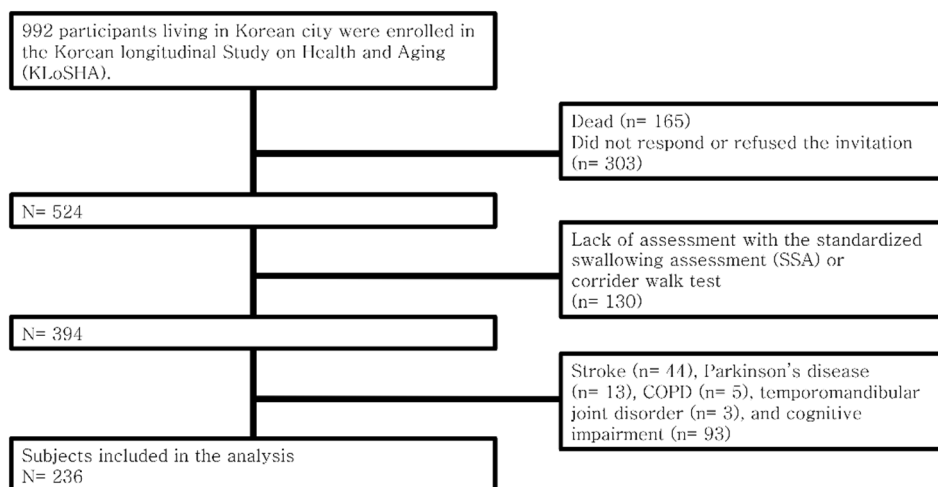 992 participants living in Korean city were enrolled in
the Korean longitudinal Study on Health and Aging
(KLoSHA).
Dead (n= 165)
Did not respond or refused the invitation
(n= 303)
N= 524
Lack of assessment with the standardized
swallowing assessment (SSA) or
corrider walk test
(n= 130)
N= 394
Stroke (n= 44), Parkinson's disease
(n= 13), COPD (n= 5), temporomandibular
joint disorder (n= 3), and cognitive
impairment (n= 93)
Subjects included in the analysis
N= 236